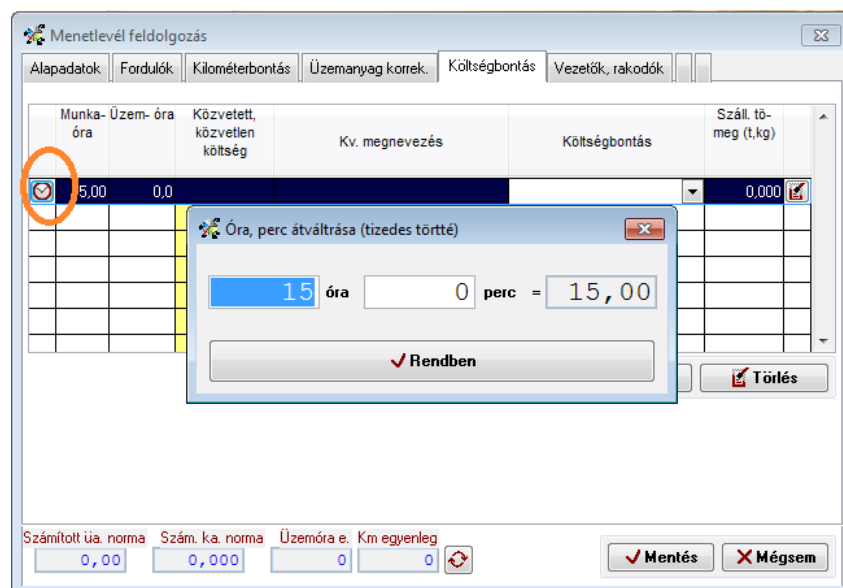 Menetlevél feldolgozás
Alapadatok Fordulók Kilométerbontás Üzemanyag korrek. Költségbontás Vezetők, rakodók
Munka- Üzem- óra Közvetett, Száll. tö-
óra közvetlen Kv. megnevezés Költségbontás meg (t,kg)
költség
5,00 0,0 0,000
Óra, perc átváltrása (tizedes törtté)
15 óra 0 perc = 15,00
Rendben
Törlés
Számított üa. norma Szám. ka. norma Üzemóra e. Km egyenleg
0,00 0,000 0 0
Mentés Mégsem